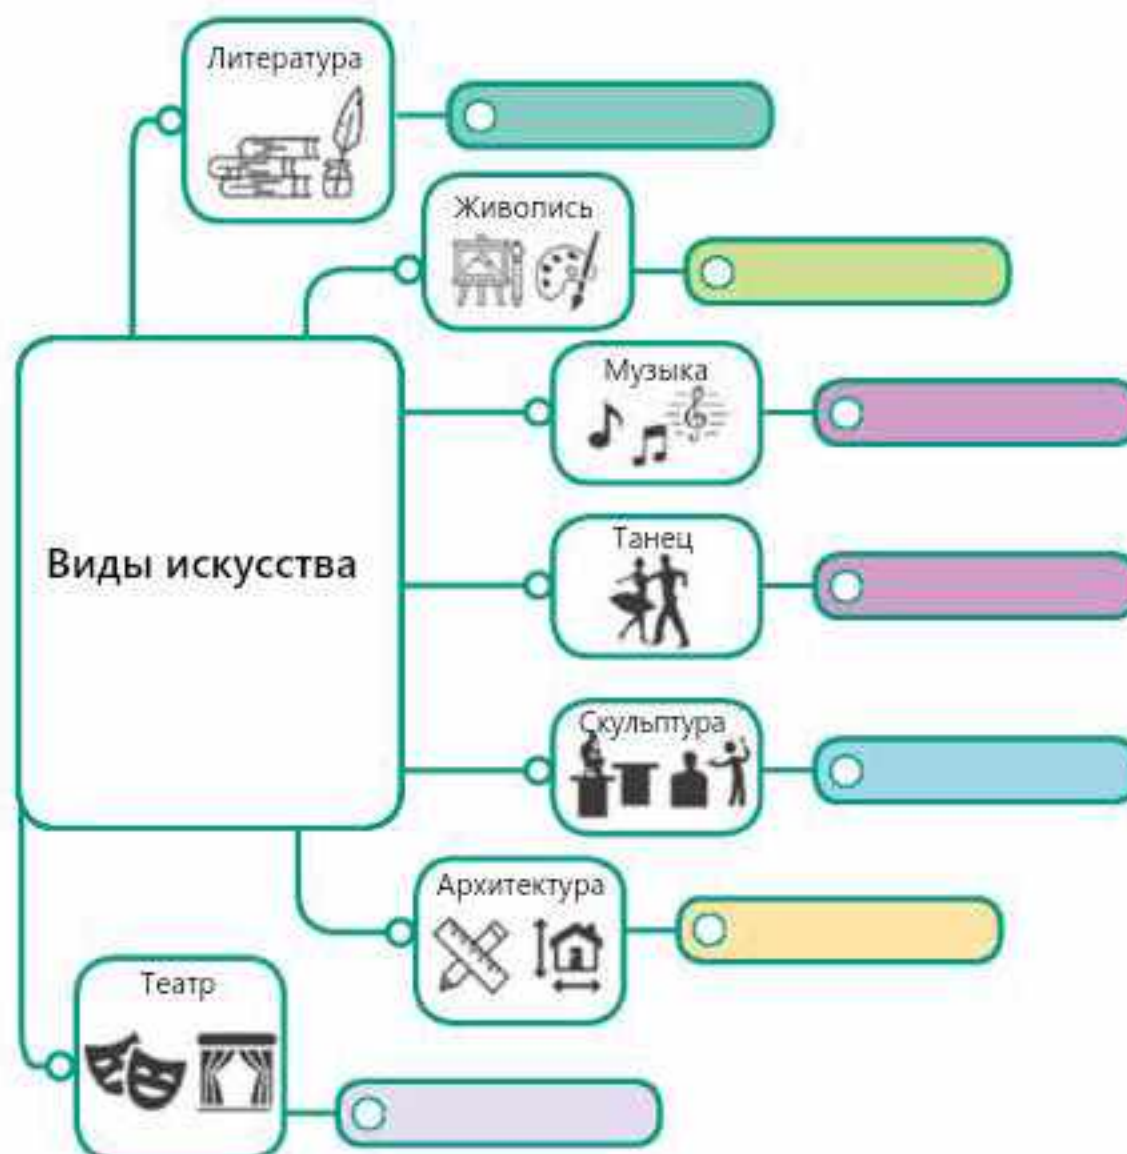 Литература
Живопись
Музыка
Танец
Виды искусства
Скульптура
Архитектура
Театр